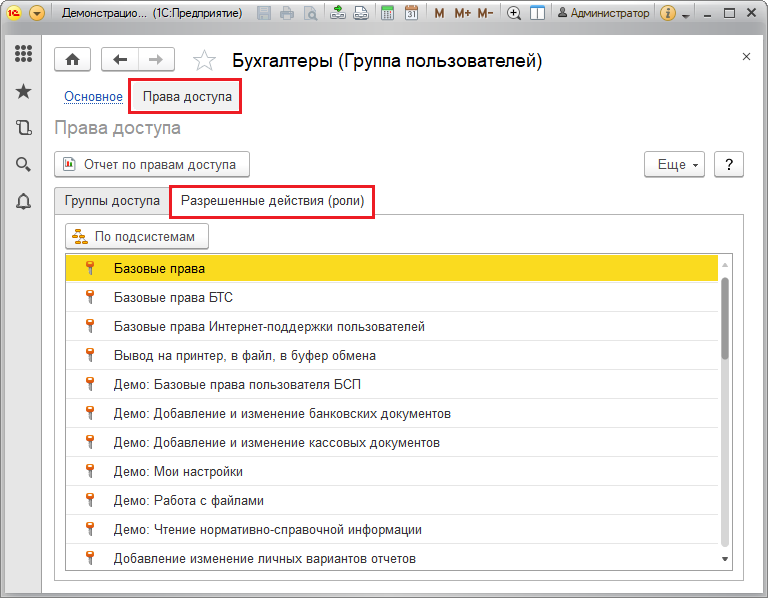 Демонстрацио... (1С:Предприятие)
31
M M+ M-
Администратор
Бухгалтеры (Группа пользователей)
Основное
Права доступа
Права доступа
Отчет по правам доступа
Еще
?
Группы доступа
Разрешенные действия (роли)
По подсистемам
Базовые права
Базовые права БТС
Базовые права Интернет-поддержки пользователей
Вывод на принтер, в файл, в буфер обмена
Демо: Базовые права пользователя БСП
Демо: Добавление и изменение банковских документов
Демо: Добавление и изменение кассовых документов
Демо: Мои настройки
Демо: Работа с файлами
Демо: Чтение нормативно-справочной информации
Добавление изменение личных вариантов отчетов